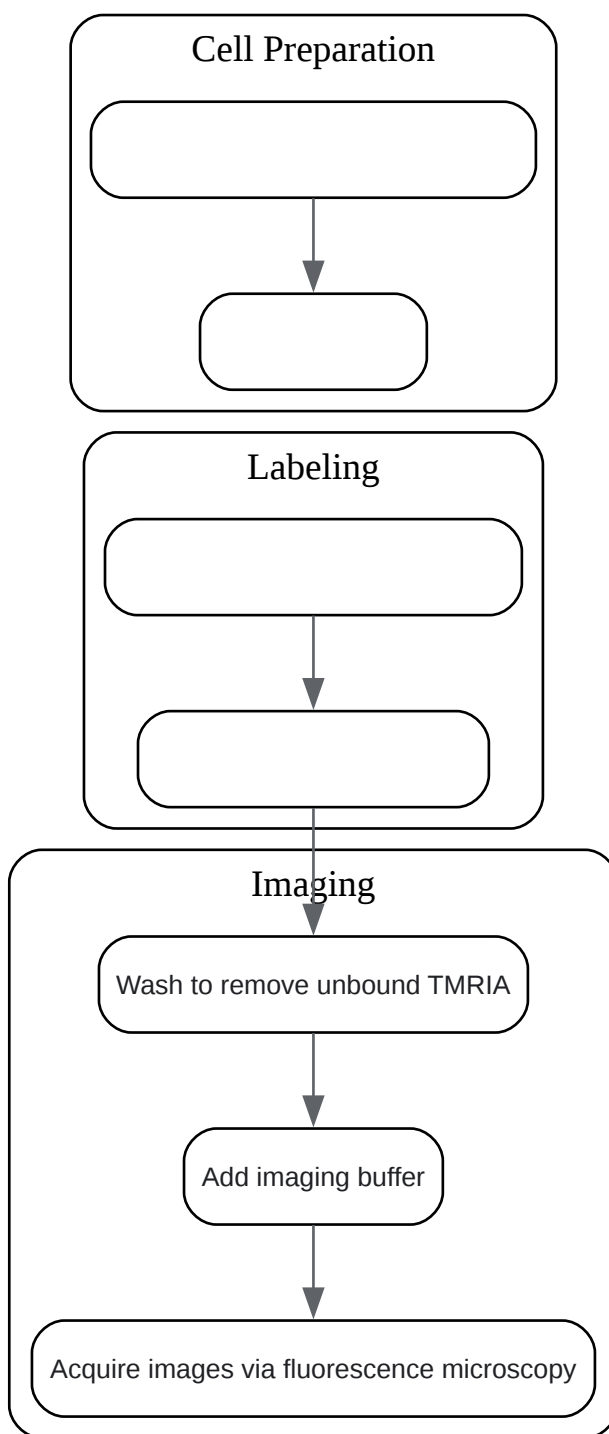 Cell Preparation
Labeling
Imaging
Wash to remove unbound TMRIA
Add imaging buffer
Acquire images via fluorescence microscopy